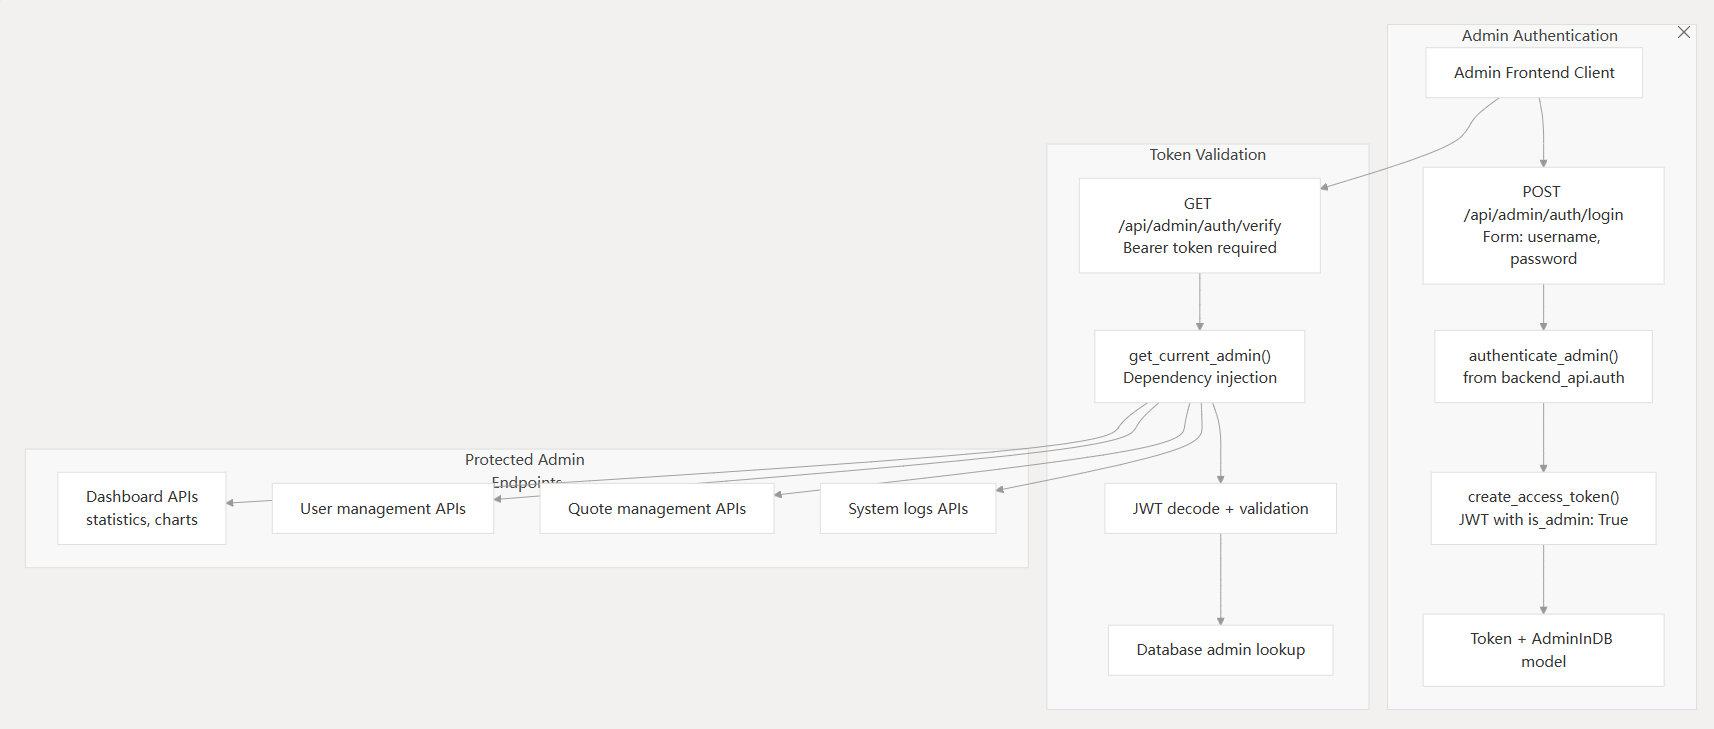 Admin Authentication
Admin Frontend Client
POST
/api/admin/auth/login
Form: username,
password
authenticate_admin()
from backend_api.auth
create_access_token()
JWT with is_admin: True
Token + AdminInDB
model
Token Validation
GET
/api/admin/auth/verify
Bearer token required
get_current_admin()
Dependency injection
JWT decode + validation
Database admin lookup
Protected Admin
Endpoints
Dashboard APIs
statistics, charts
User management APIs
Quote management APIs
System logs APIs